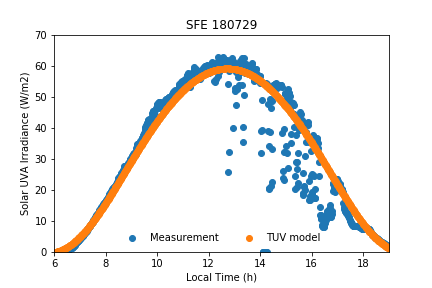 SFE 180729
Solar UVA Irradiance (W/m2)
70
60
50
40
30
20
10
0
Measurement TUV model
6 8 10 12 14 16 18
Local Time (h)